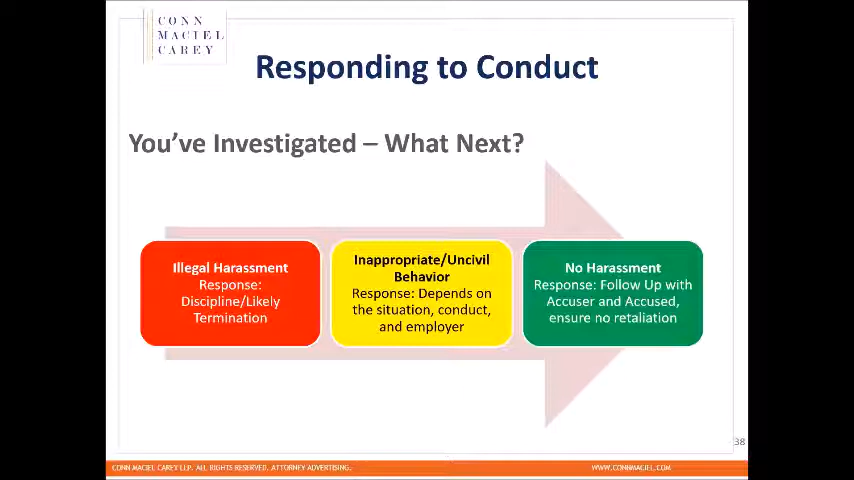 CONN
MACIEL
CAREY
Responding to Conduct
You've Investigated – What Next?
Illegal Harassment
Response:
Discipline/Likely
Termination
Inappropriate/Uncivil
Behavior
Response: Depends on
the situation, conduct,
and employer
No Harassment
Response: Follow Up with
Accuser and Accused,
ensure no retaliation
38
CONN MACIEL CAREY LLP. ALL RIGHTS RESERVED. ATTORNEY ADVERTISING.
WWW.CONNMACIEL.COM